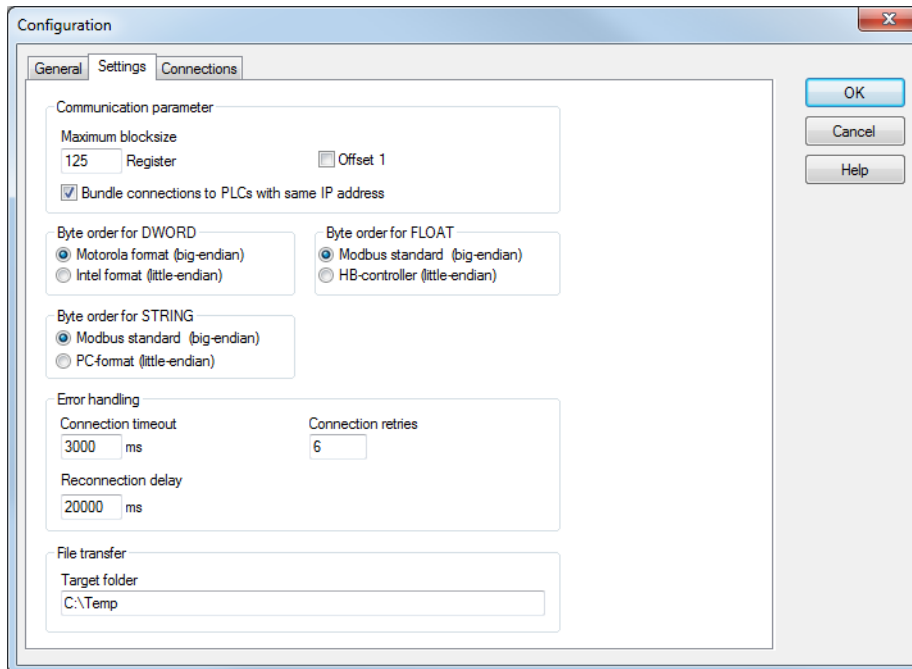 Configuration
General Settings Connections
OK
Cancel
Help
Communication parameter
Maximum blocksize
125 Register Offset 1
Bundle connections to PLCs with same IP address
Byte order for DWORD
Motorola format (big-endian)
Intel format (little-endian)
Byte order for FLOAT
Modbus standard (big-endian)
HB-controller (little-endian)
Byte order for STRING
Modbus standard (big-endian)
PC-format (little-endian)
Error handling
Connection timeout Connection retries
3000 ms 6
Reconnection delay
20000 ms
File transfer
Target folder
C:\Temp